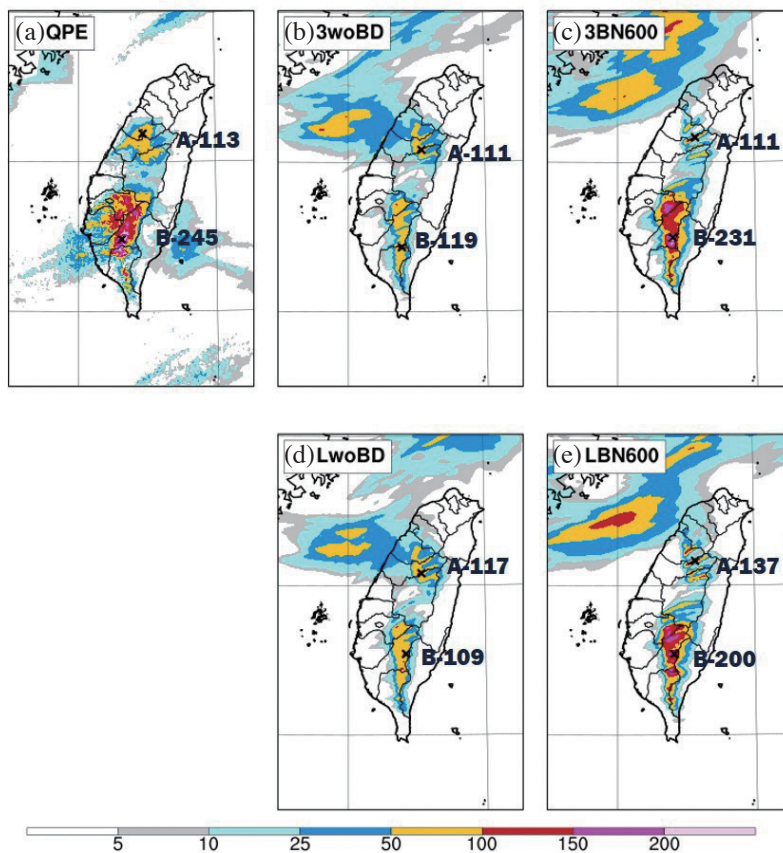 (a) QPE
A-113
B-245
(b) 3woBD
A-111
B-119
(c) 3BN600
A-111
B-231
(d) LwoBD
A-117
B-109
(e) LBN600
A-137
B-200
5 10 25 50 100 150 200